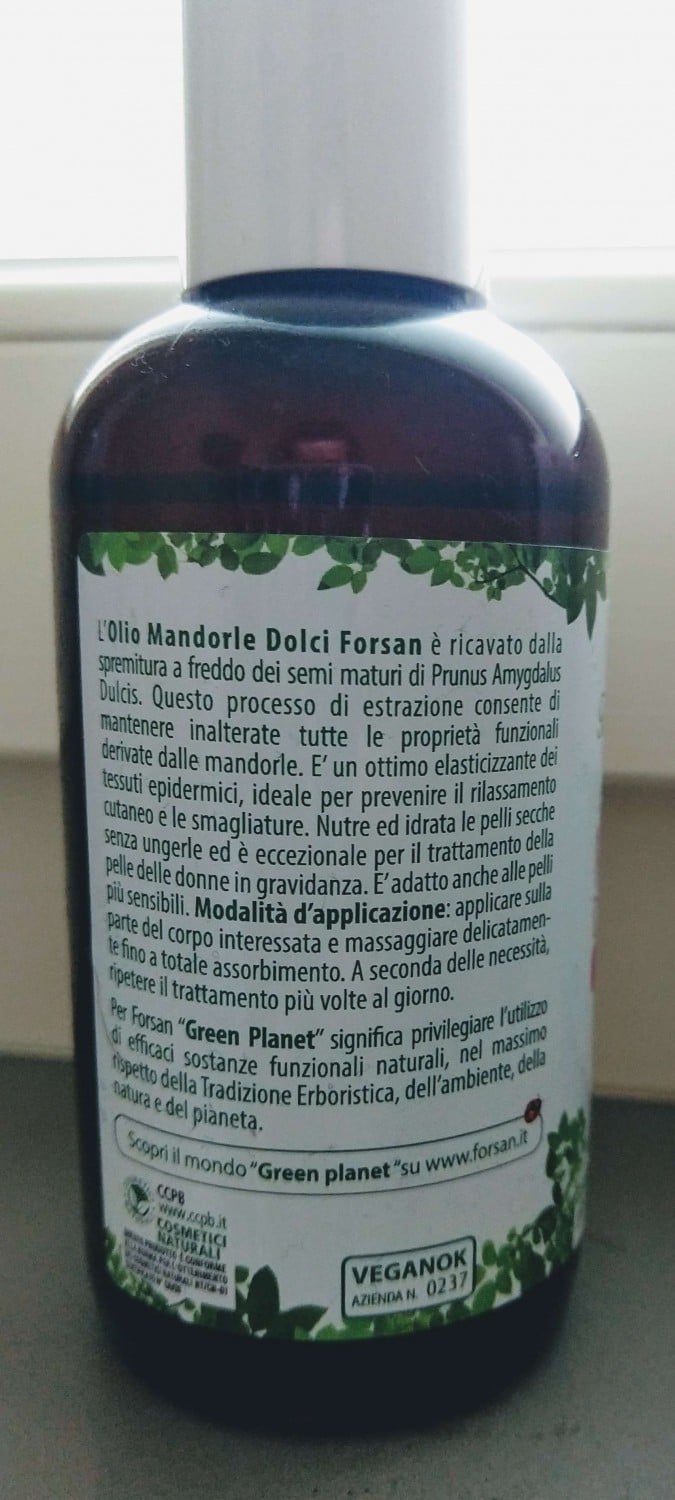 L'Olio Mandorle Dolci Forsan è ricavato dalla
spremitura a freddo dei semi maturi di Prunus Amygdalus
Dulcis. Questo processo di estrazione consente di
mantenere inalterate tutte le proprietà funzionali
derivate dalle mandorle. E' un ottimo elasticizzante dei
tessuti epidermici, ideale per prevenire il rilassamento
cutaneo e le smagliature. Nutre ed idrata le pelli secche
senza ungerle ed è eccezionale per il trattamento della
pelle delle donne in gravidanza. E' adatto anche alle pelli
più sensibili. Modalità d'applicazione: applicare sulla
parte del corpo interessata e massaggiare delicatamen-
te fino a totale assorbimento. A seconda delle necessità,
ripetere il trattamento più volte al giorno.
Per Forsan "Green Planet" significa privilegiare l'utilizzo
di efficaci sostanze funzionali naturali, nel massimo
rispetto della Tradizione Erboristica, dell'ambiente, della
natura e del pianeta.
Scopri il mondo "Green planet" su www.forsan.it
CCPB
www.ccpb.it
COSMETICI
NATURALI
PRODOTTO È CONFORME
VEGANOK
AZIENDA N. 0237